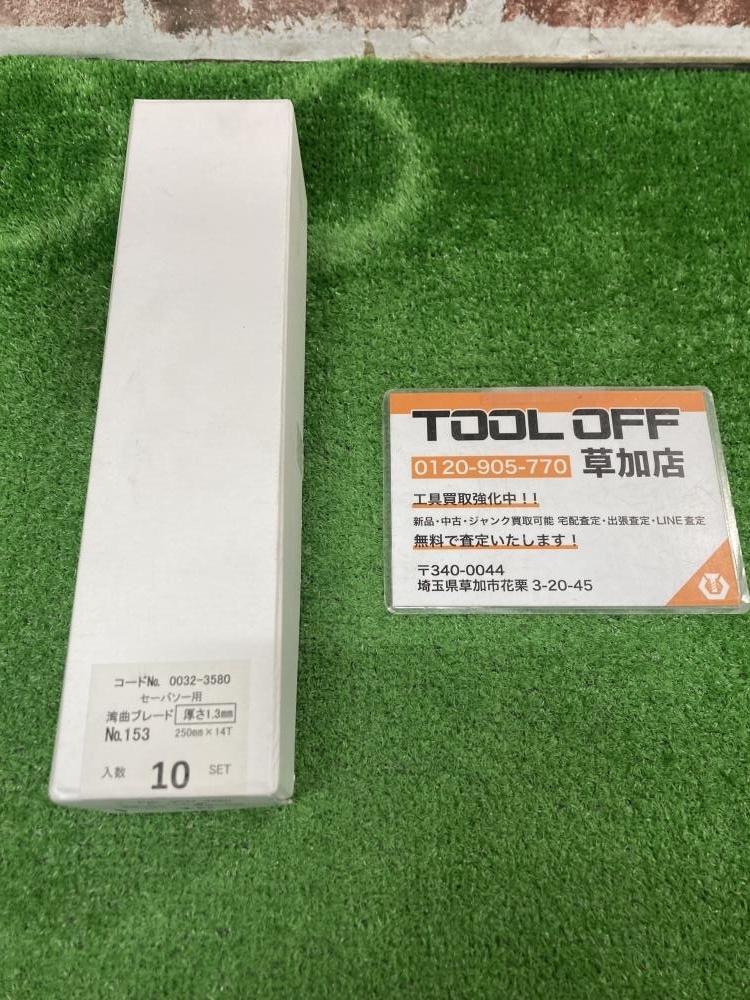 コードNo. 0032-3580
セーバソー用
湾曲ブレード 厚さ1.3mm
No.153 250mm×14T
入数 10 SET
TOOL OFF
0120-905-770 草加店
工具買取強化中！！
新品・中古・ジャンク買取可能 宅配査定・出張査定・LINE査定
無料で査定いたします！
〒340-0044
埼玉県草加市花栗 3-20-45